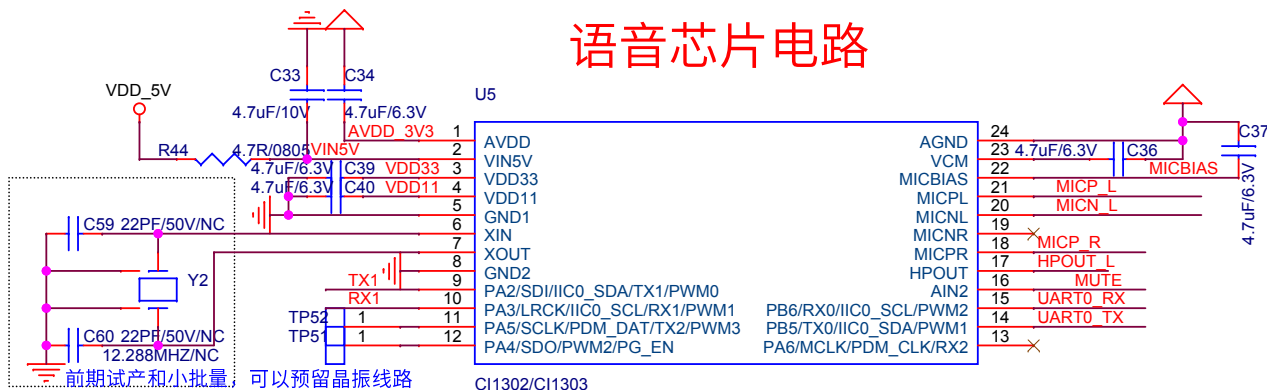 语音芯片电路
C33
C34
4.7uF/10V
4.7uF/6.3V
VDD_5V
R44
4.7R/0805
VIN5V
AVDD_3V3
4.7uF/6.3V
C39
VDD33
4.7uF/6.3V
C40
VDD11
U5
1 AVDD
2 VIN5V
3 VDD33
4 VDD11
5 GND1
6 XIN
7 XOUT
8 GND2
TX1 9 PA2/SDI/IIC0_SDA/TX1/PWM0
RX1 10 PA3/LRCK/IIC0_SCL/RX1/PWM1
TP52 1 11 PA5/SCLK/PDM_DAT/TX2/PWM3
TP51 1 12 PA4/SDO/PWM2/PG_EN
AGND 24
VCM 23 4.7uF/6.3V C36
MICBIAS 22 MICBIAS
MICPL 21 MICP_L
MICNL 20 MICN_L
MICNR 19
MICPR 18 MICP_R
HPOUT 17 HPOUT_L
AIN2 16 MUTE
PB6/RX0/IIC0_SCL/PWM2 15 UART0_RX
PB5/TX0/IIC0_SDA/PWM1 14 UART0_TX
PA6/MCLK/PDM_CLK/RX2 13
C37
4.7uF/6.3V
CI1302/CI1303
C59 22PF/50V/NC
Y2
C60 22PF/50V/NC
12.288MHZ/NC
前期试产和小批量，可以预留晶振线路